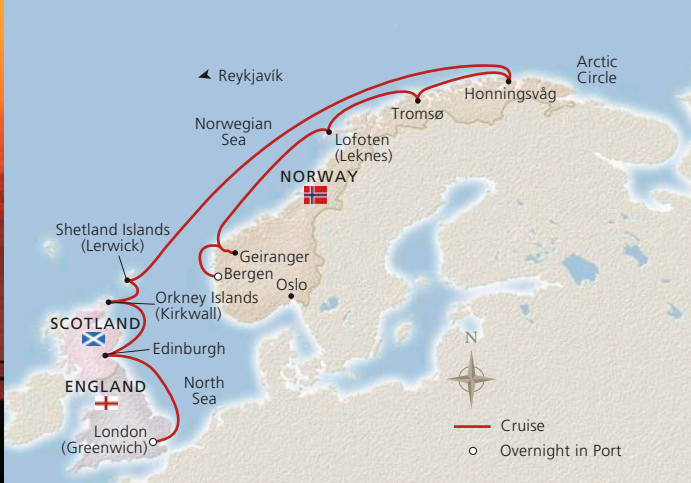 Reykjavík
Arctic
Circle
Honningsvåg
Tromsø
Norwegian
Sea
Lofoten
(Leknes)
NORWAY
Shetland Islands
(Lerwick)
Geiranger
Bergen
Oslo
Orkney Islands
(Kirkwall)
SCOTLAND
Edinburgh
N
ENGLAND
North
Sea
London
(Greenwich)
Cruise
Overnight in Port